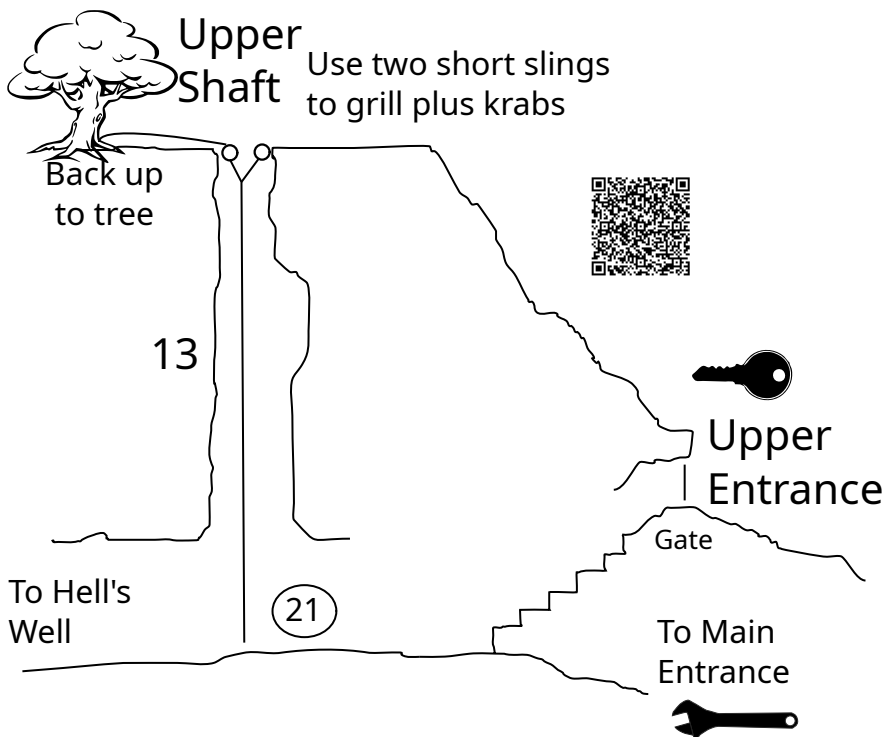 Upper
Shaft
Use two short slings
to grill plus krabs
Back up
to tree
13
Upper
Entrance
Gate
To Hell's
Well
21
To Main
Entrance